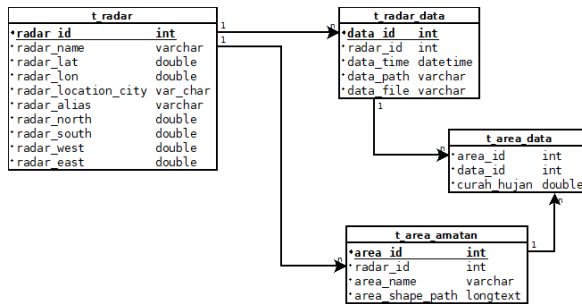 t_radar
radar_id int
radar_name varchar
radar_lat double
radar_lon double
radar_location_city var_char
radar_alias varchar
radar_north double
radar_south double
radar_west double
radar_east double
1
1
n
t_radar_data
data_id int
radar_id int
data_time datetime
data_path varchar
data_file varchar
1
n
t_area_data
area_id int
data_id int
curah_hujan double
n
n
t_area_amatan
area_id int
radar_id int
area_name varchar
area_shape_path longtext
1